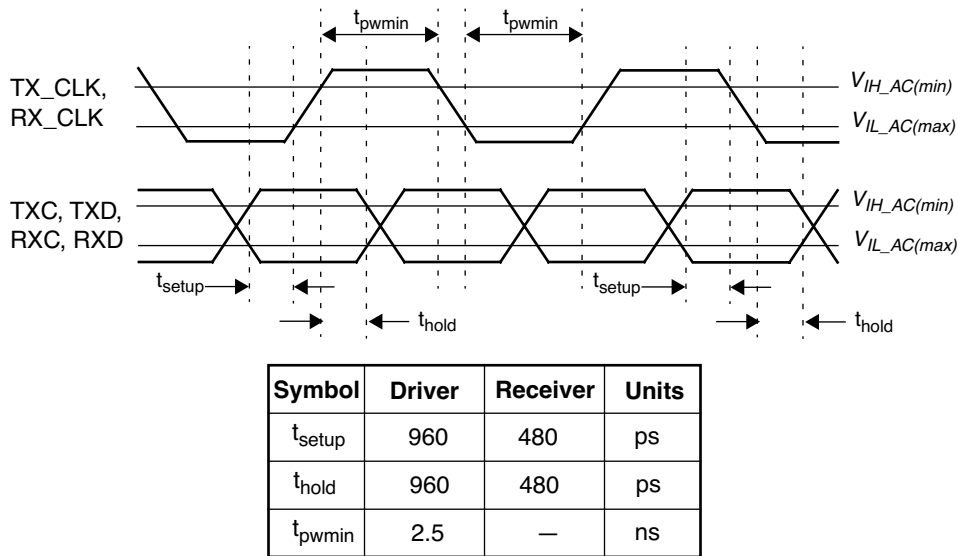 t_pwmin t_pwmin
TX_CLK,
RX_CLK
V_IH_AC(min)
V_IL_AC(max)
TXC, TXD,
RXC, RXD
V_IH_AC(min)
V_IL_AC(max)
t_setup t_setup
t_hold t_hold
Symbol Driver Receiver Units
t_setup 960 480 ps
t_hold 960 480 ps
t_pwmin 2.5 — ns